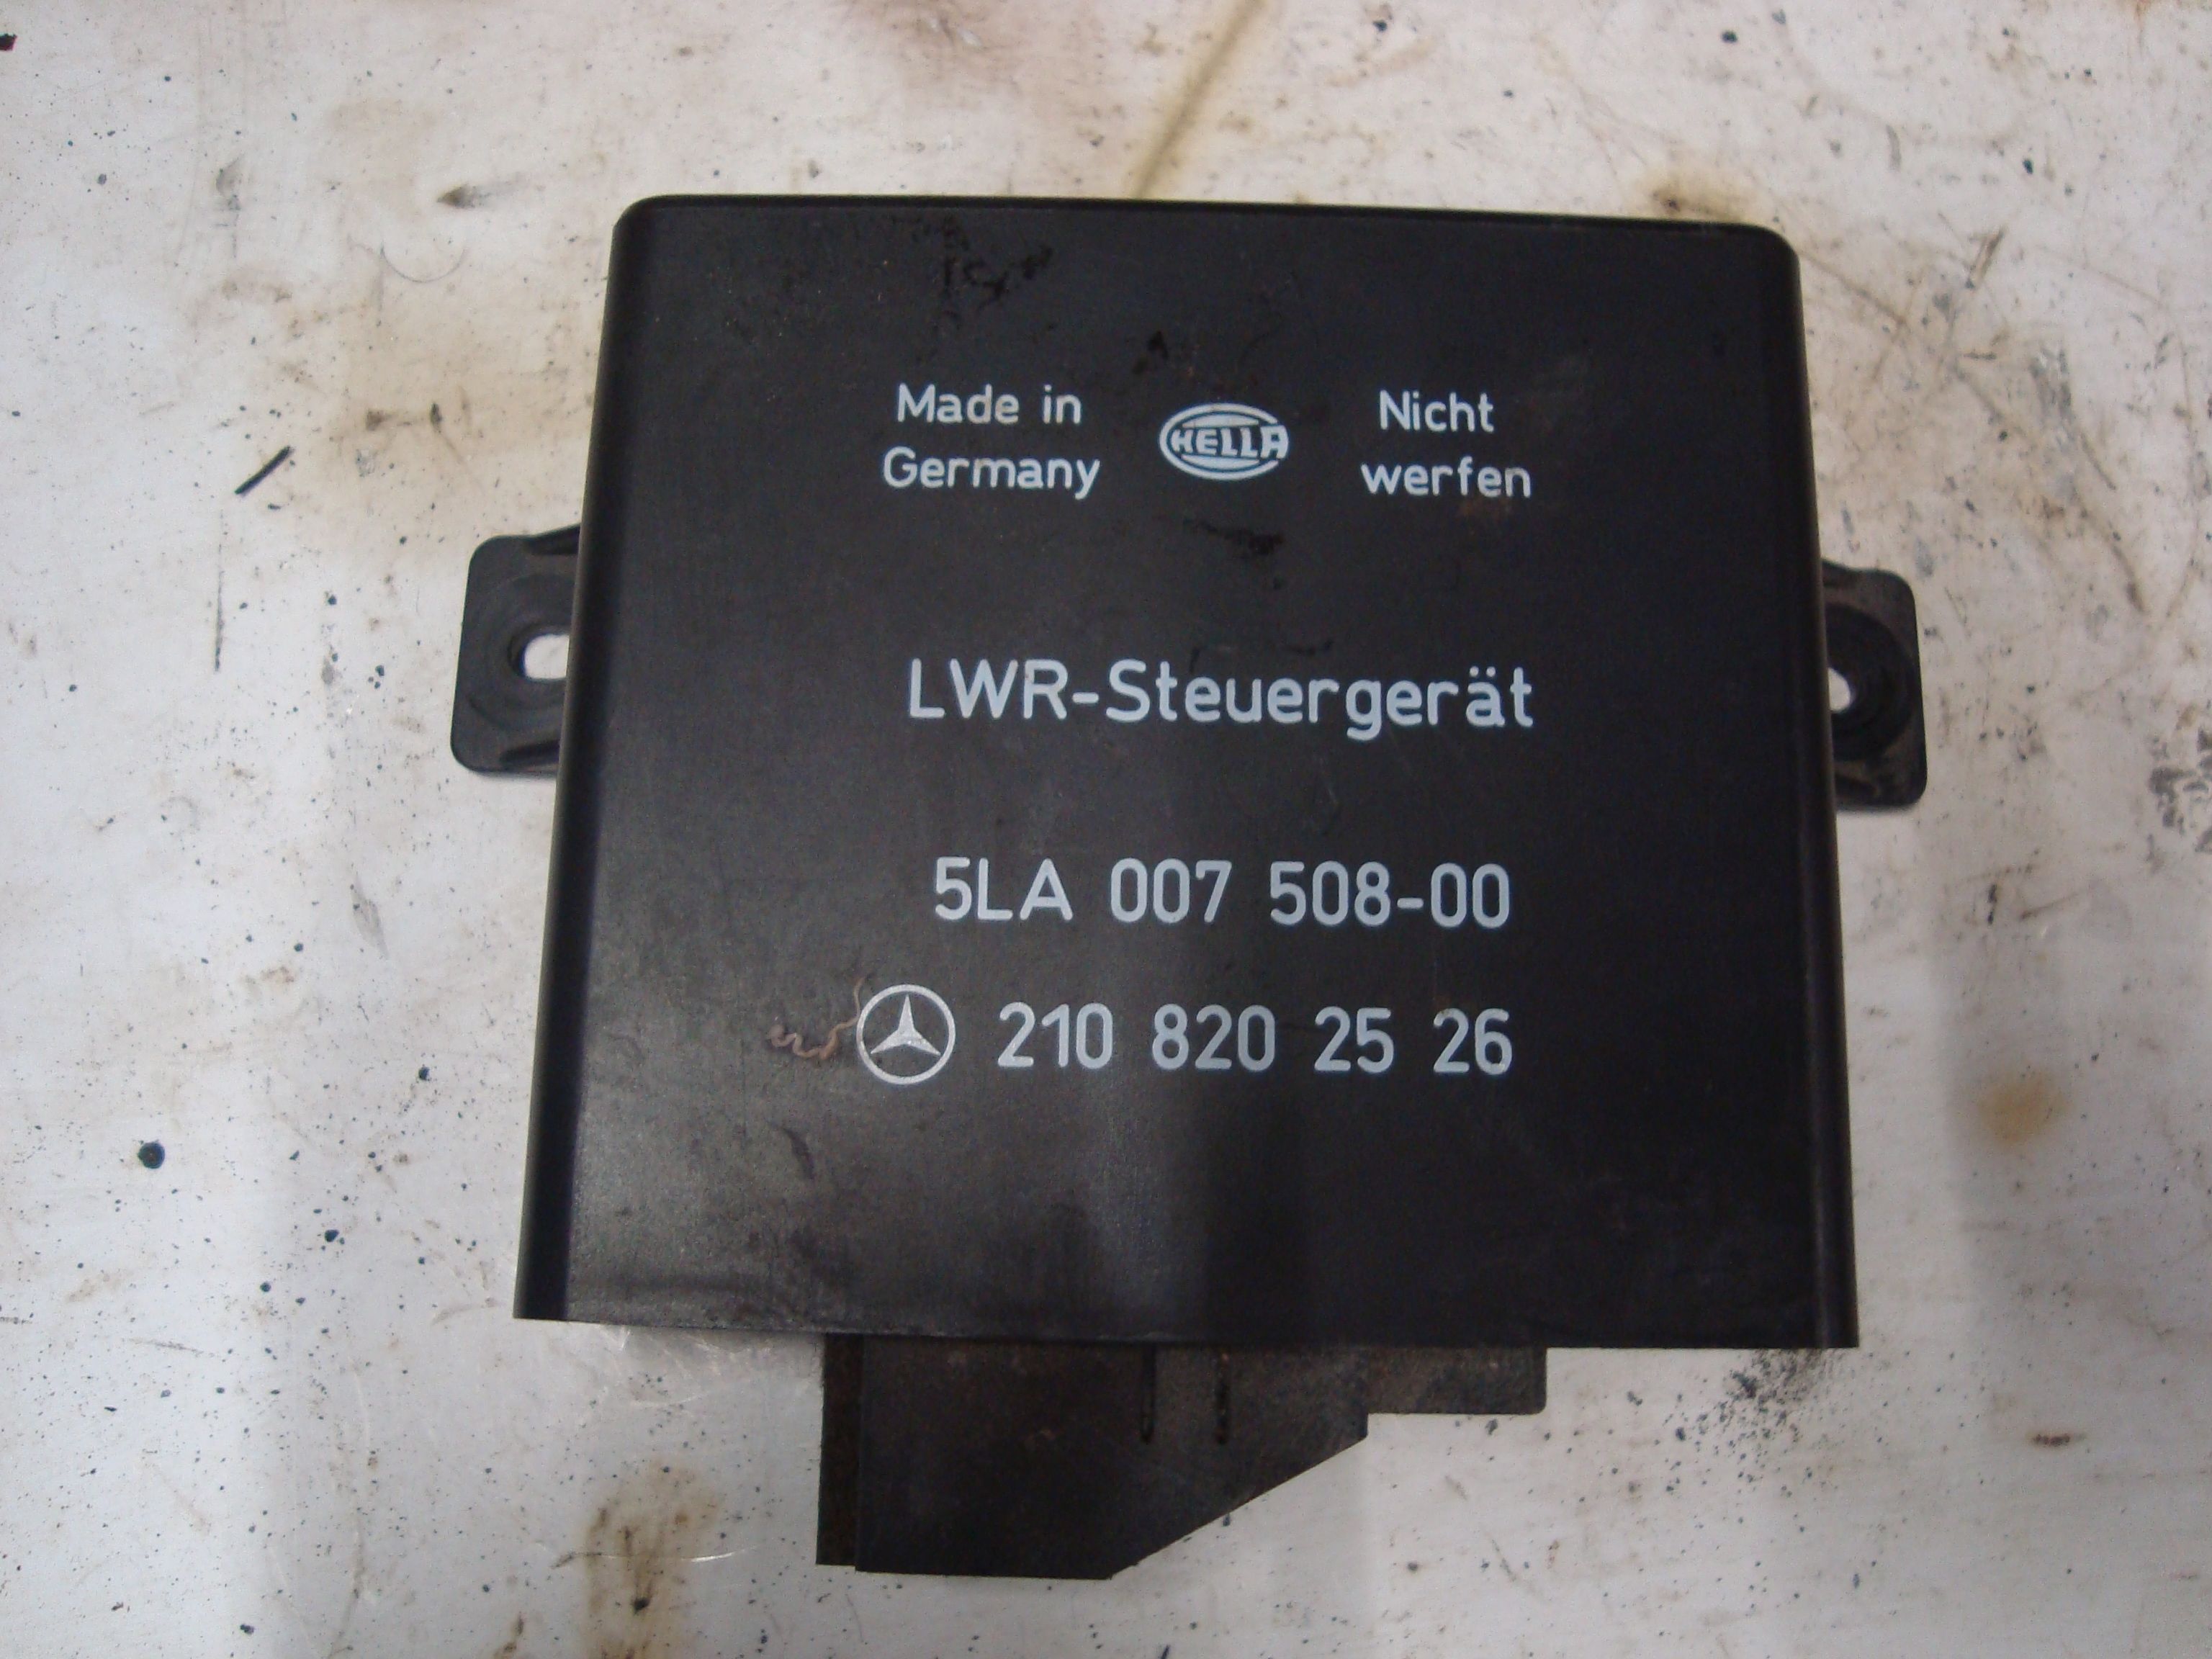 Made in
Germany
HELLA
Nicht
werfen
LWR-Steuergerät
5LA 007 508-00
210 820 25 26